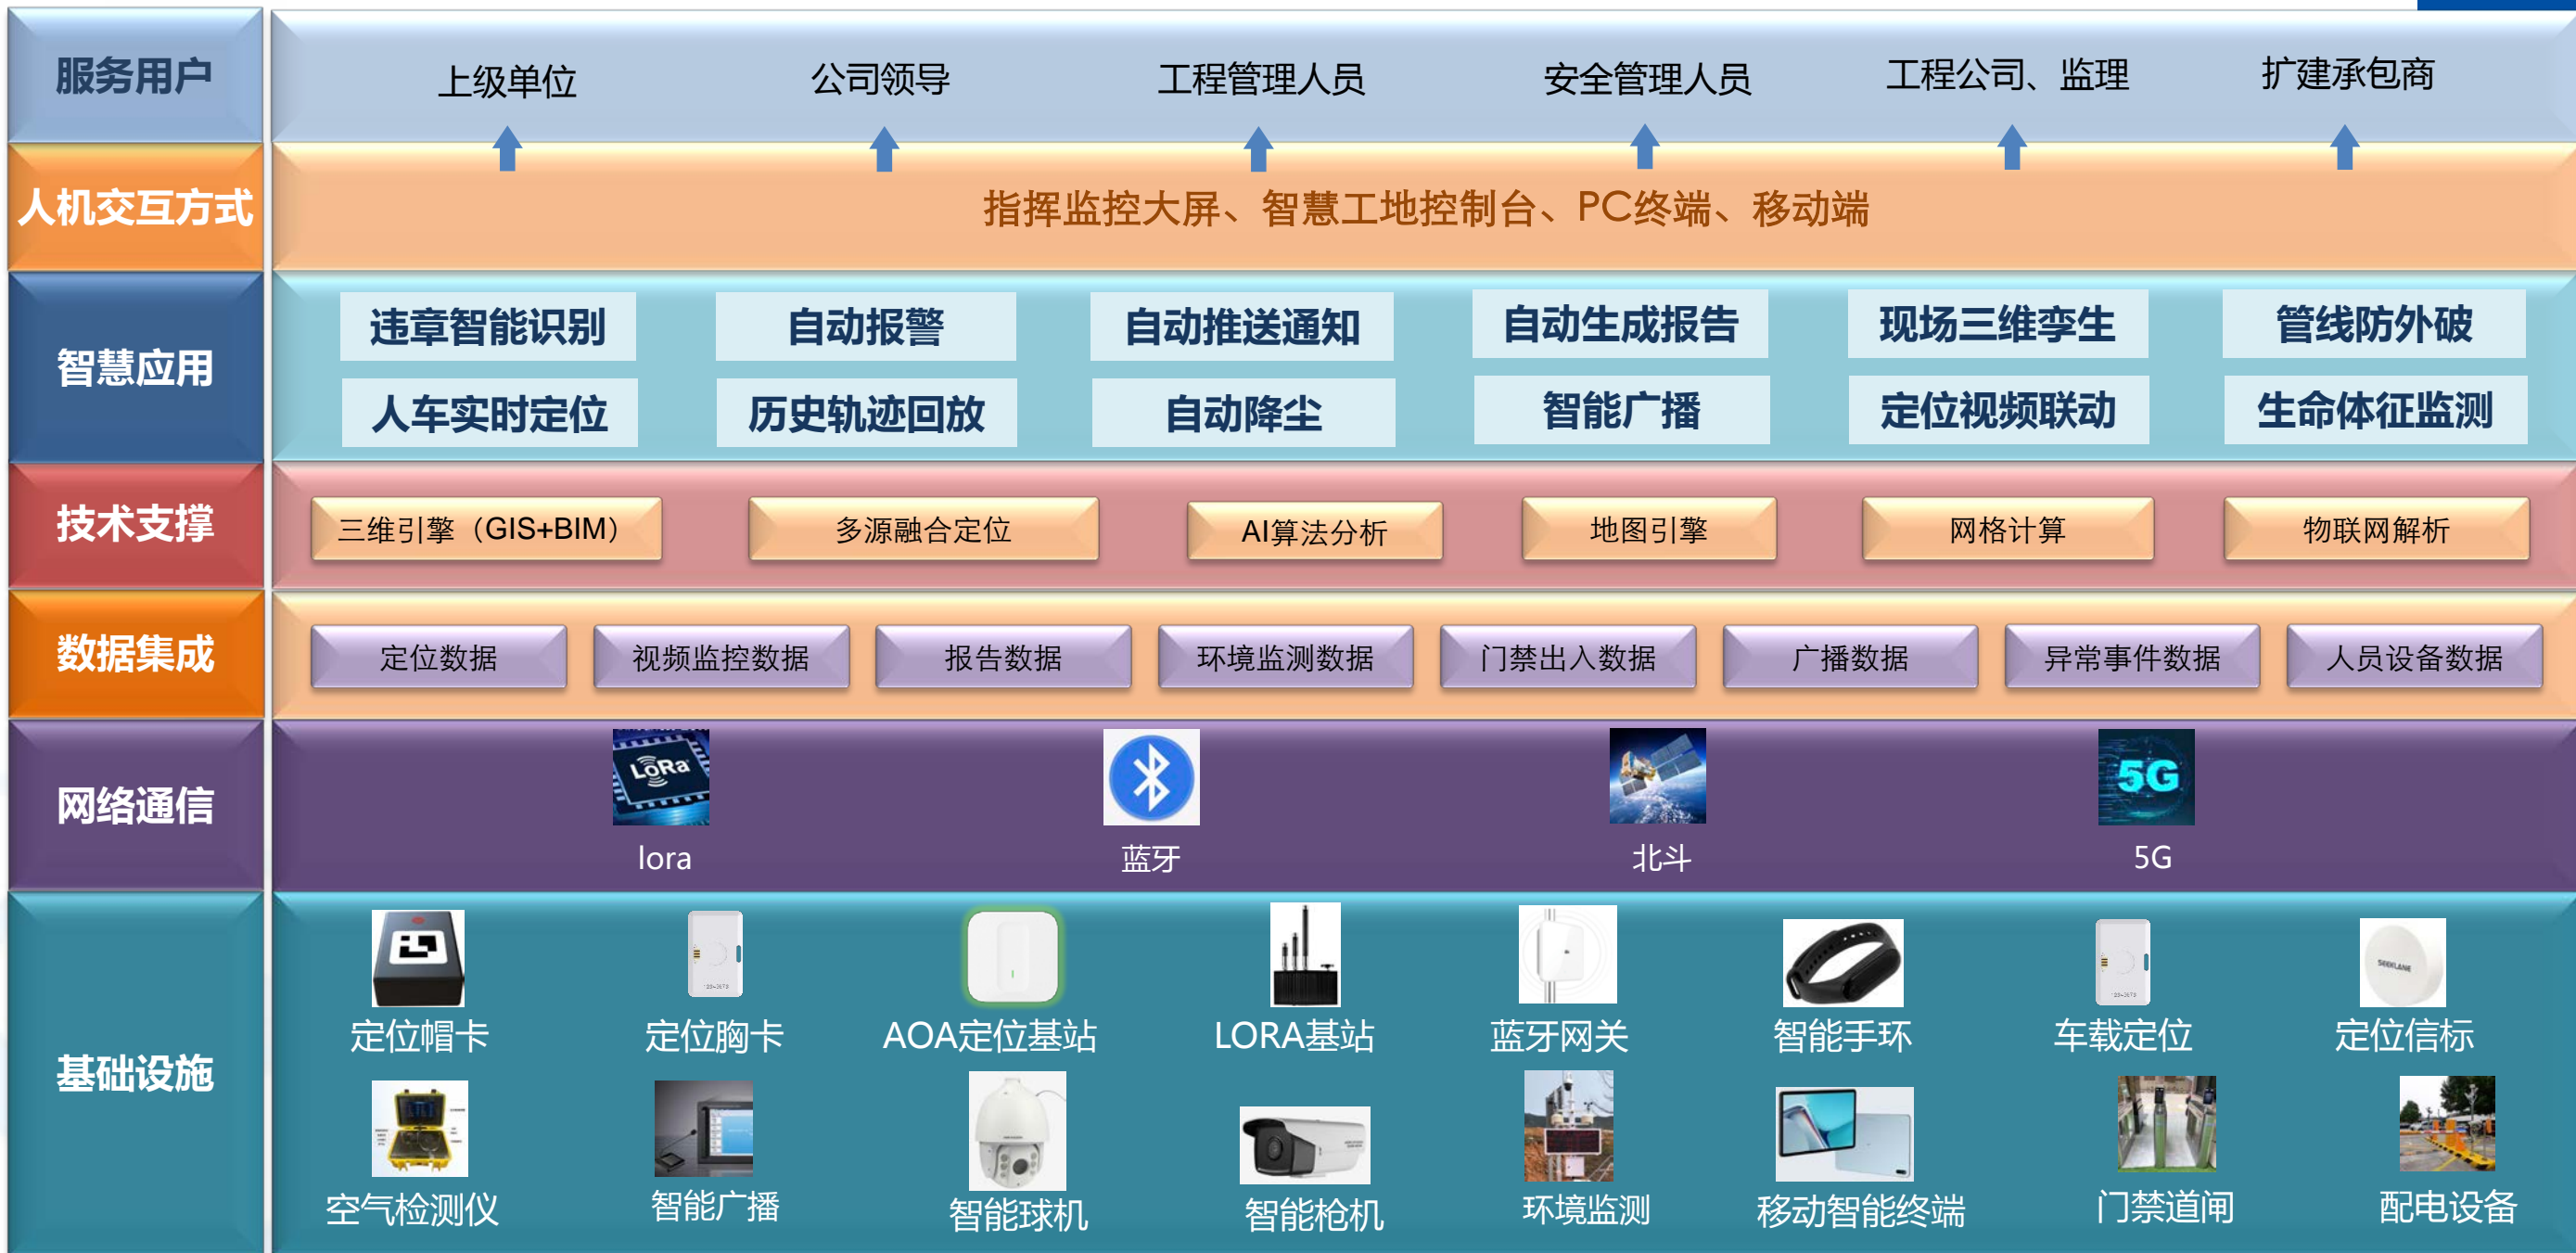 服务用户
上级单位
公司领导
工程管理人员
安全管理人员
工程公司、监理
扩建承包商
人机交互方式
指挥监控大屏、智慧工地控制台、PC终端、移动端
智慧应用
违章智能识别
自动报警
自动推送通知
自动生成报告
现场三维孪生
管线防外破
人车实时定位
历史轨迹回放
自动降尘
智能广播
定位视频联动
生命体征监测
技术支撑
三维引擎（GIS+BIM）
多源融合定位
AI算法分析
地图引擎
网格计算
物联网解析
数据集成
定位数据
视频监控数据
报告数据
环境监测数据
门禁出入数据
广播数据
异常事件数据
人员设备数据
网络通信
LoRa
5G
lora
蓝牙
北斗
5G
基础设施
SEEKLANE
定位帽卡
定位胸卡
AOA定位基站
LORA基站
蓝牙网关
智能手环
车载定位
定位信标
空气检测仪
智能广播
智能球机
智能枪机
环境监测
移动智能终端
门禁道闸
配电设备